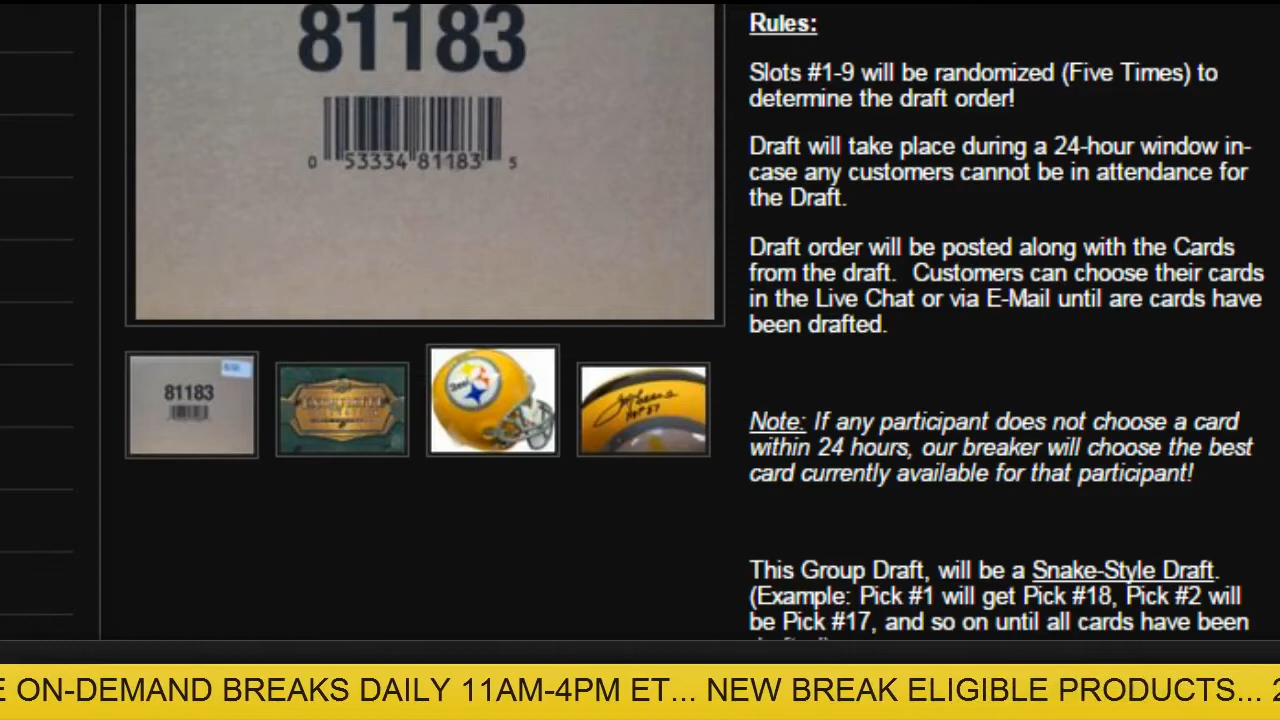 81183
0 53334 81183 5
81183
Rules:
Slots #1-9 will be randomized (Five Times) to
determine the draft order!
Draft will take place during a 24-hour window in-
case any customers cannot be in attendance for
the Draft.
Draft order will be posted along with the Cards
from the draft. Customers can choose their cards
in the Live Chat or via E-Mail until are cards have
been drafted.
Note: If any participant does not choose a card
within 24 hours, our breaker will choose the best
card currently available for that participant!
This Group Draft, will be a Snake-Style Draft.
(Example: Pick #1 will get Pick #18, Pick #2 will
be Pick #17, and so on until all cards have been
E ON-DEMAND BREAKS DAILY 11AM-4PM ET... NEW BREAK ELIGIBLE PRODUCTS... 2